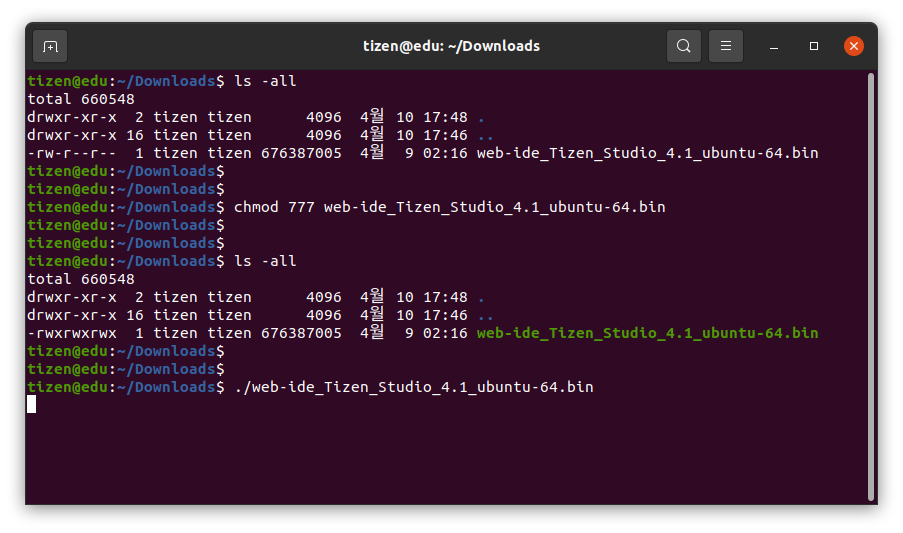 tizen@edu: ~/Downloads
tizen@edu:~/Downloads$ ls -all
total 660548
drwxr-xr-x  2 tizen tizen      4096  4월 10 17:48 .
drwxr-xr-x 16 tizen tizen      4096  4월 10 17:46 ..
-rw-r--r--  1 tizen tizen 676387005  4월  9 02:16 web-ide_Tizen_Studio_4.1_ubuntu-64.bin
tizen@edu:~/Downloads$
tizen@edu:~/Downloads$
tizen@edu:~/Downloads$ chmod 777 web-ide_Tizen_Studio_4.1_ubuntu-64.bin
tizen@edu:~/Downloads$
tizen@edu:~/Downloads$
tizen@edu:~/Downloads$ ls -all
total 660548
drwxr-xr-x  2 tizen tizen      4096  4월 10 17:48 .
drwxr-xr-x 16 tizen tizen      4096  4월 10 17:46 ..
-rwxrwxrwx  1 tizen tizen 676387005  4월  9 02:16 web-ide_Tizen_Studio_4.1_ubuntu-64.bin
tizen@edu:~/Downloads$
tizen@edu:~/Downloads$
tizen@edu:~/Downloads$ ./web-ide_Tizen_Studio_4.1_ubuntu-64.bin